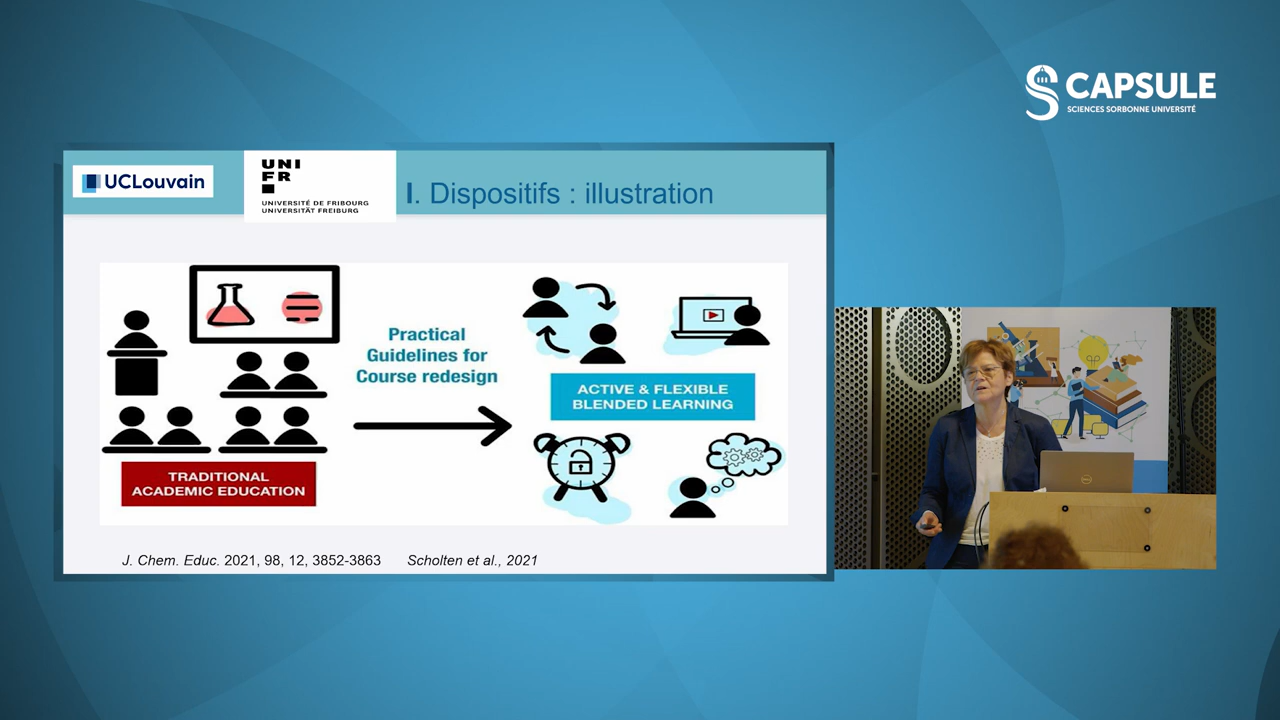 CAPSULE
SCIENCES SORBONNE UNIVERSITÉ
UCLouvain
UNI
FR
UNIVERSITÉ DE FRIBOURG
UNIVERSITÄT FREIBURG
I. Dispositifs : illustration
Practical
Guidelines for
Course redesign
ACTIVE & FLEXIBLE
BLENDED LEARNING
TRADITIONAL
ACADEMIC EDUCATION
J. Chem. Educ. 2021, 98, 12, 3852-3863 Scholten et al., 2021
DELL